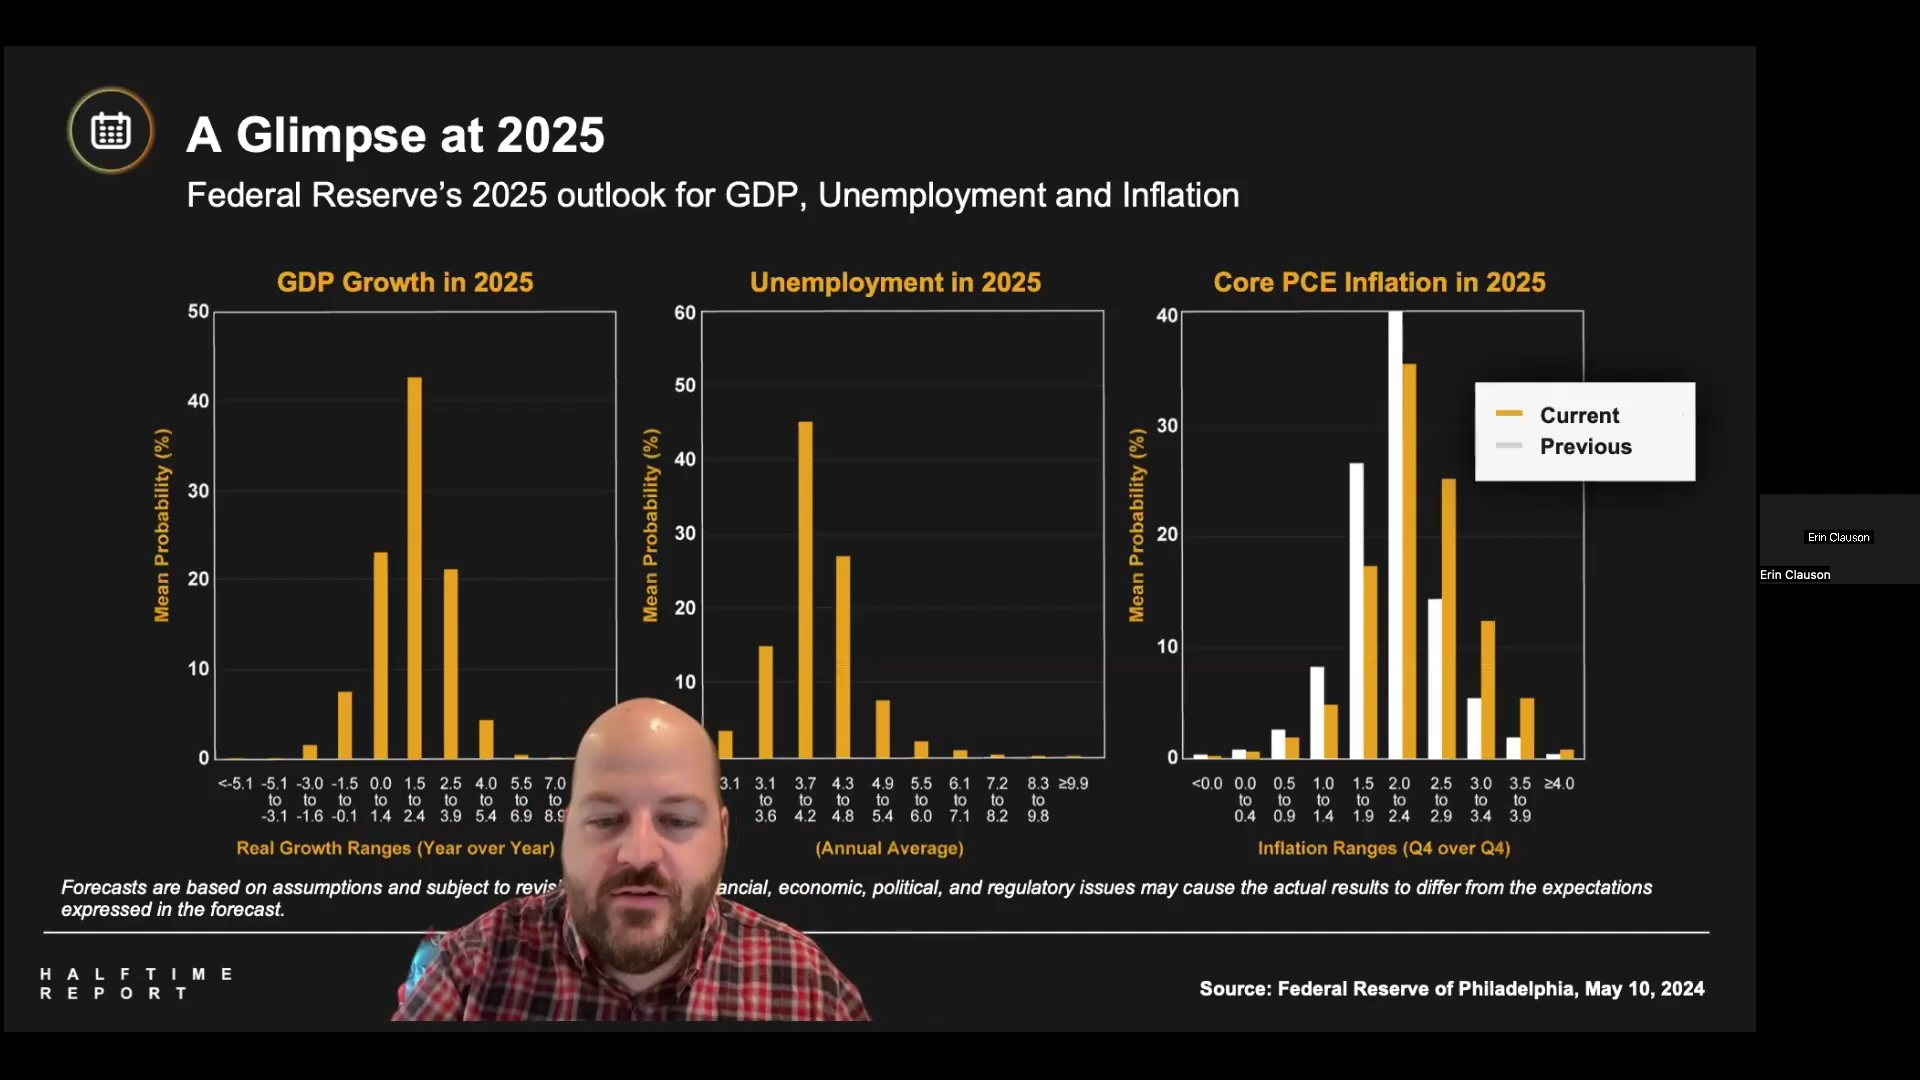 A Glimpse at 2025
Federal Reserve’s 2025 outlook for GDP, Unemployment and Inflation
GDP Growth in 2025
Mean Probability (%)
50
40
30
20
10
0
<-5.1 -5.1 -3.0 -1.5 0.0 1.5 2.5 4.0 5.5 7.0
to to to to to to to to to
-3.1 -1.6 -0.1 1.4 2.4 3.9 5.4 6.9 8.9
Real Growth Ranges (Year over Year)
Unemployment in 2025
Mean Probability (%)
60
50
40
30
20
10
3.1 3.1 3.7 4.3 4.9 5.5 6.1 7.2 8.3 ≥9.9
to to to to to to to to
3.6 4.2 4.8 5.4 6.0 7.1 8.2 9.8
(Annual Average)
Core PCE Inflation in 2025
Mean Probability (%)
40
30
20
10
0
<0.0 0.0 0.5 1.0 1.5 2.0 2.5 3.0 3.5 ≥4.0
to to to to to to to to
0.4 0.9 1.4 1.9 2.4 2.9 3.4 3.9
Inflation Ranges (Q4 over Q4)
Current
Previous
Erin Clauson
Erin Clauson
Forecasts are based on assumptions and subject to economic, political, and regulatory issues may cause the actual results to differ from the expectations
expressed in the forecast.
HALFTIME
REPORT
Source: Federal Reserve of Philadelphia, May 10, 2024